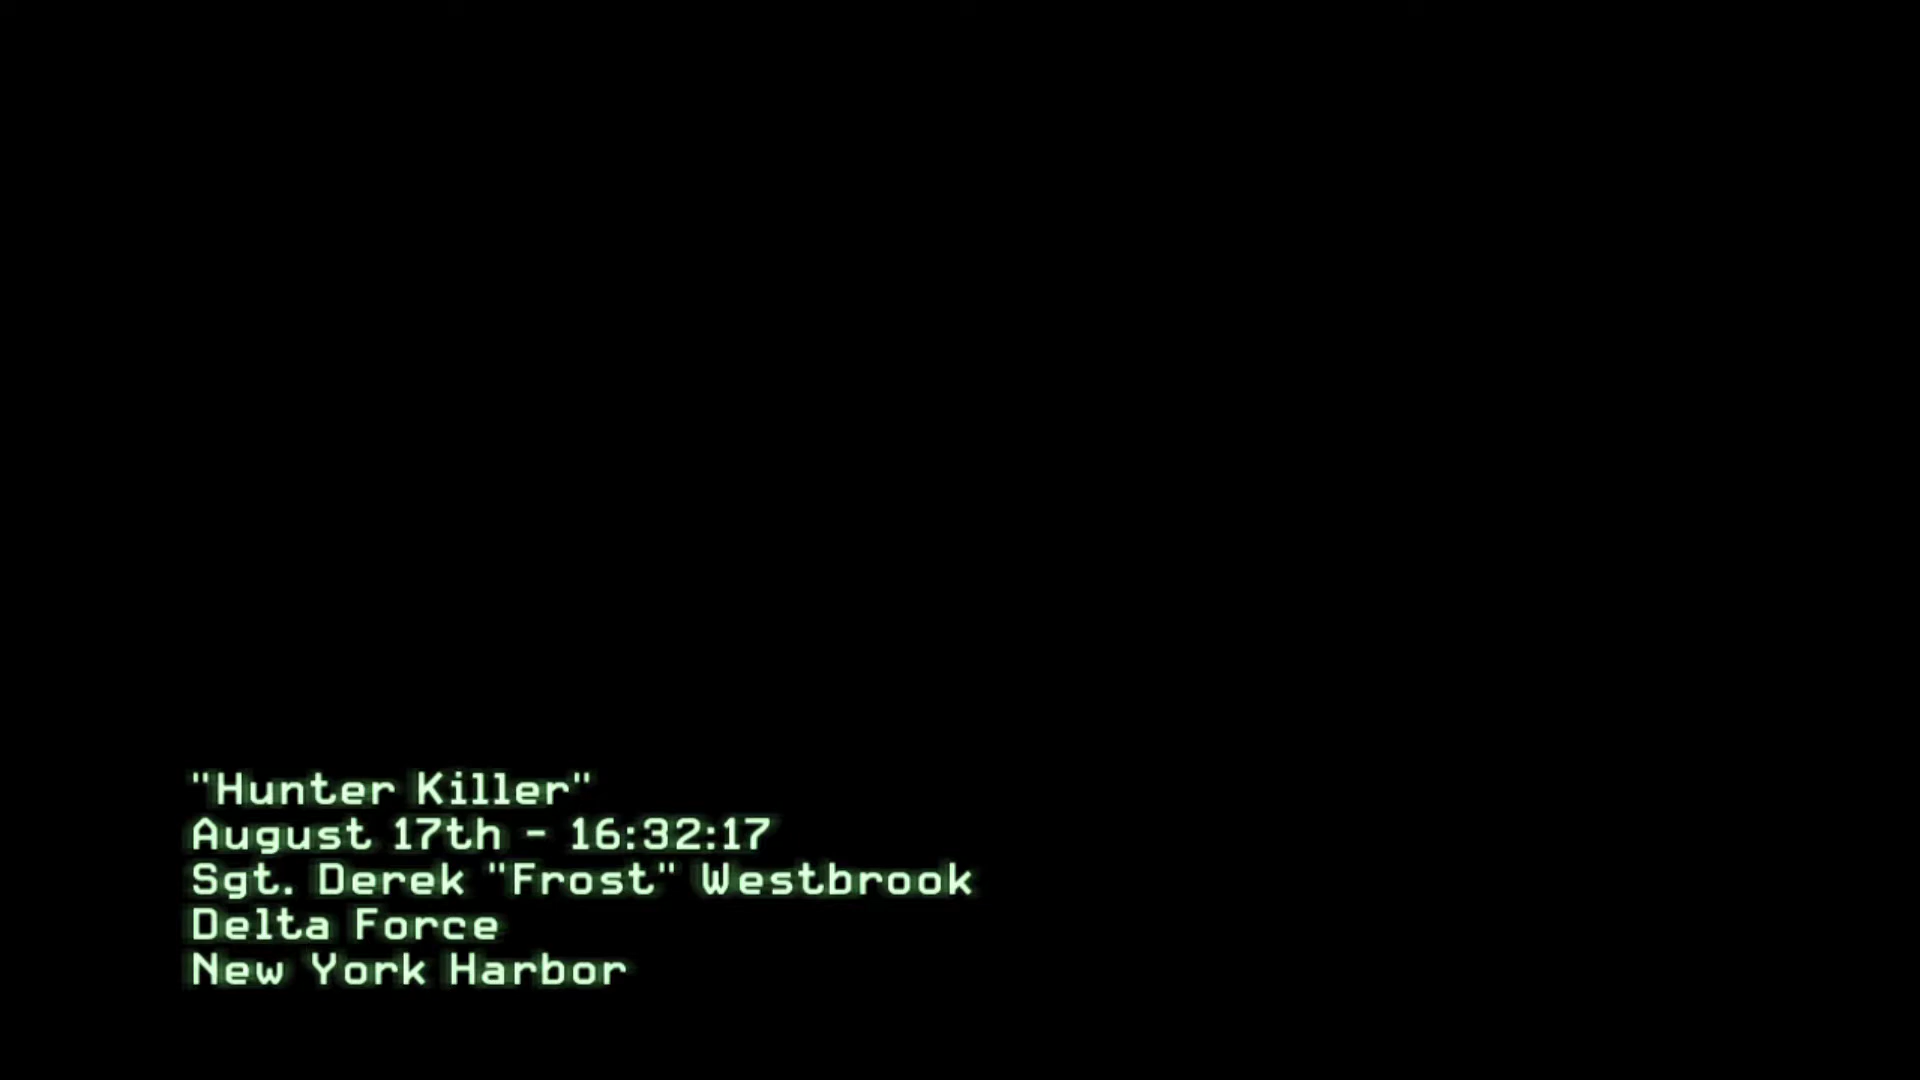 "Hunter Killer"
August 17th - 16:32:17
Sgt. Derek "Frost" Westbrook
Delta Force
New York Harbor